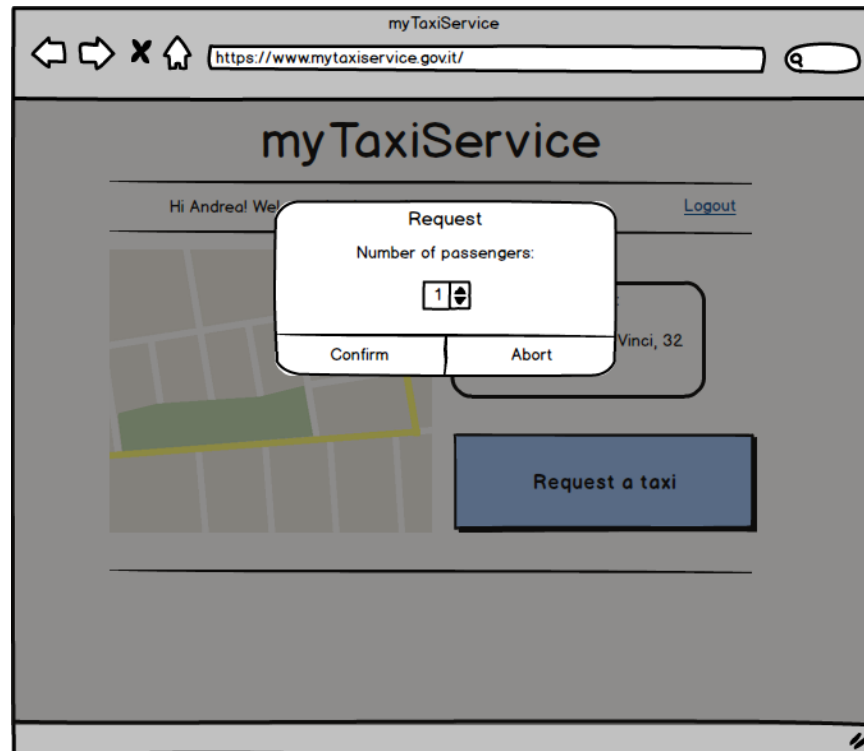 myTaxiService
https://www.mytaxiservice.gov.it/
myTaxiService
Hi Andrea!
Logout
Request
Number of passengers:
1
Vinci, 32
Confirm
Abort
Request a taxi